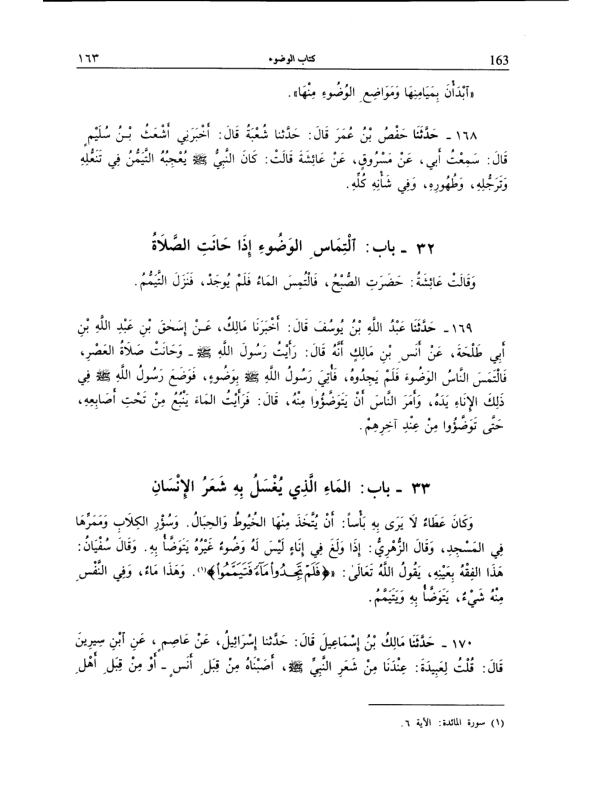 163 كتاب الوضوء ١٦٣
«ٱبْدَأْنَ بِمَيَامِنِهَا وَمَوَاضِعِ الوُضُوءِ مِنْهَا».
١٦٨ - حَدَّثَنَا حَفْصُ بْنُ عُمَرَ قَالَ: حَدَّثنا شُعْبَةُ قَالَ: أَخْبَرَنِي أَشْعَثُ بْنُ سُلَيْمٍ
قَالَ: سَمِعْتُ أَبي، عَنْ مَسْرُوقٍ، عَنْ عَائِشَةَ قَالَتْ: كَانَ النَّبِيُّ ﷺ يُعْجِبُهُ التَّيَمُّنُ فِي تَنَعُّلِهِ
وَتَرَجُّلِهِ، وَطُهُورِهِ، وَفِي شَأْنِهِ كُلِّهِ.
٣٢ - باب: ٱلْتِمَاسِ الوَضُوءِ إِذَا حَانَتِ الصَّلَاةُ
وَقَالَتْ عَائِشَةُ: حَضَرَتِ الصُّبْحُ، فَالْتُمِسَ المَاءُ فَلَمْ يُوجَدْ، فَنَزَلَ التَّيَمُّمُ.
١٦٩ - حَدَّثَنَا عَبْدُ اللَّهِ بْنُ يُوسُفَ قَالَ: أَخْبَرَنَا مَالِكٌ، عَنْ إِسَحَقَ بْنِ عَبْدِ اللَّهِ بْنِ
أَبِي طَلْحَةَ، عَنْ أَنَسِ بْنِ مَالِكٍ أَنَّهُ قَالَ: رَأَيْتُ رَسُولَ اللَّهِ ﷺ - وَحَانَتْ صَلَاةُ العَصْرِ،
فَالْتَمَسَ النَّاسُ الوَضُوءَ فَلَمْ يَجِدُوهُ، فَأُتِيَ رَسُولُ اللَّهِ ﷺ بِوَضُوءٍ، فَوَضَعَ رَسُولُ اللَّهِ ﷺ فِي
ذَلِكَ الإِنَاءِ يَدَهُ، وَأَمَرَ النَّاسَ أَنْ يَتَوَضَّؤُوا مِنْهُ، قَالَ: فَرَأَيْتُ المَاءَ يَنْبُعُ مِنْ تَحْتِ أَصَابِعِهِ،
حَتَّى تَوَضَّؤُوا مِنْ عِنْدِ آخِرِهِمْ.
٣٣ - باب: المَاءِ الَّذِي يُغْسَلُ بِهِ شَعَرُ الإِنْسَانِ
وَكَانَ عَطَاءٌ لَا يَرَى بِهِ بَأْساً: أَنْ يُتَّخَذَ مِنْهَا الخُيُوطُ وَالحِبَالُ. وَسُؤْرِ الكِلَابِ وَمَمَرِّهَا
فِي المَسْجِدِ، وَقَالَ الزُّهْرِيُّ: إِذَا وَلَغَ فِي إِنَاءٍ لَيْسَ لَهُ وَضُوءٌ غَيْرُهُ يَتَوَضَّأُ بِهِ. وَقَالَ سُفْيَانُ:
هَذَا الفِقْهُ بِعَيْنِهِ، يَقُولُ اللَّهُ تَعَالَى: «﴿فَلَمْ تَجِدُوا مَآءً فَتَيَمَّمُوا﴾(١). وَهَذَا مَاءٌ، وَفِي النَّفْسِ
مِنْهُ شَيْءٌ، يَتَوَضَّأُ بِهِ وَيَتَيَمَّمُ.
١٧٠ - حَدَّثَنَا مَالِكُ بْنُ إِسْمَاعِيلَ قَالَ: حَدَّثنا إِسْرَائِيلُ، عَنْ عَاصِمٍ، عَنِ ٱبْنِ سِيرِينَ
قَالَ: قُلْتُ لِعَبِيدَةَ: عِنْدَنَا مِنْ شَعَرِ النَّبِيِّ ﷺ، أَصَبْنَاهُ مِنْ قِبَلِ أَنَسٍ - أَوْ مِنْ قِبَلِ أَهْلِ
(١) سورة المائدة: الآية ٦.